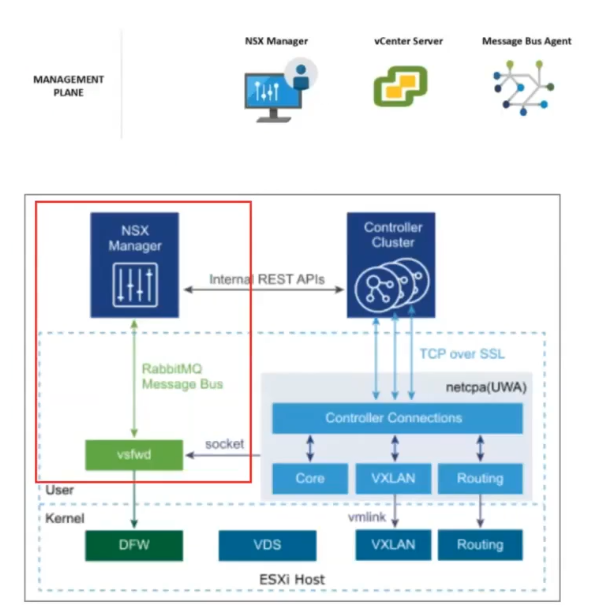 NSX Manager
vCenter Server
Message Bus Agent
MANAGEMENT
PLANE
NSX
Manager
Controller
Cluster
Internal REST APIs
RabbitMQ
Message Bus
TCP over SSL
netcpa(UWA)
Controller Connections
vsfwd
socket
Core
VXLAN
Routing
User
Kernel
vmlink
DFW
VDS
VXLAN
Routing
ESXi Host